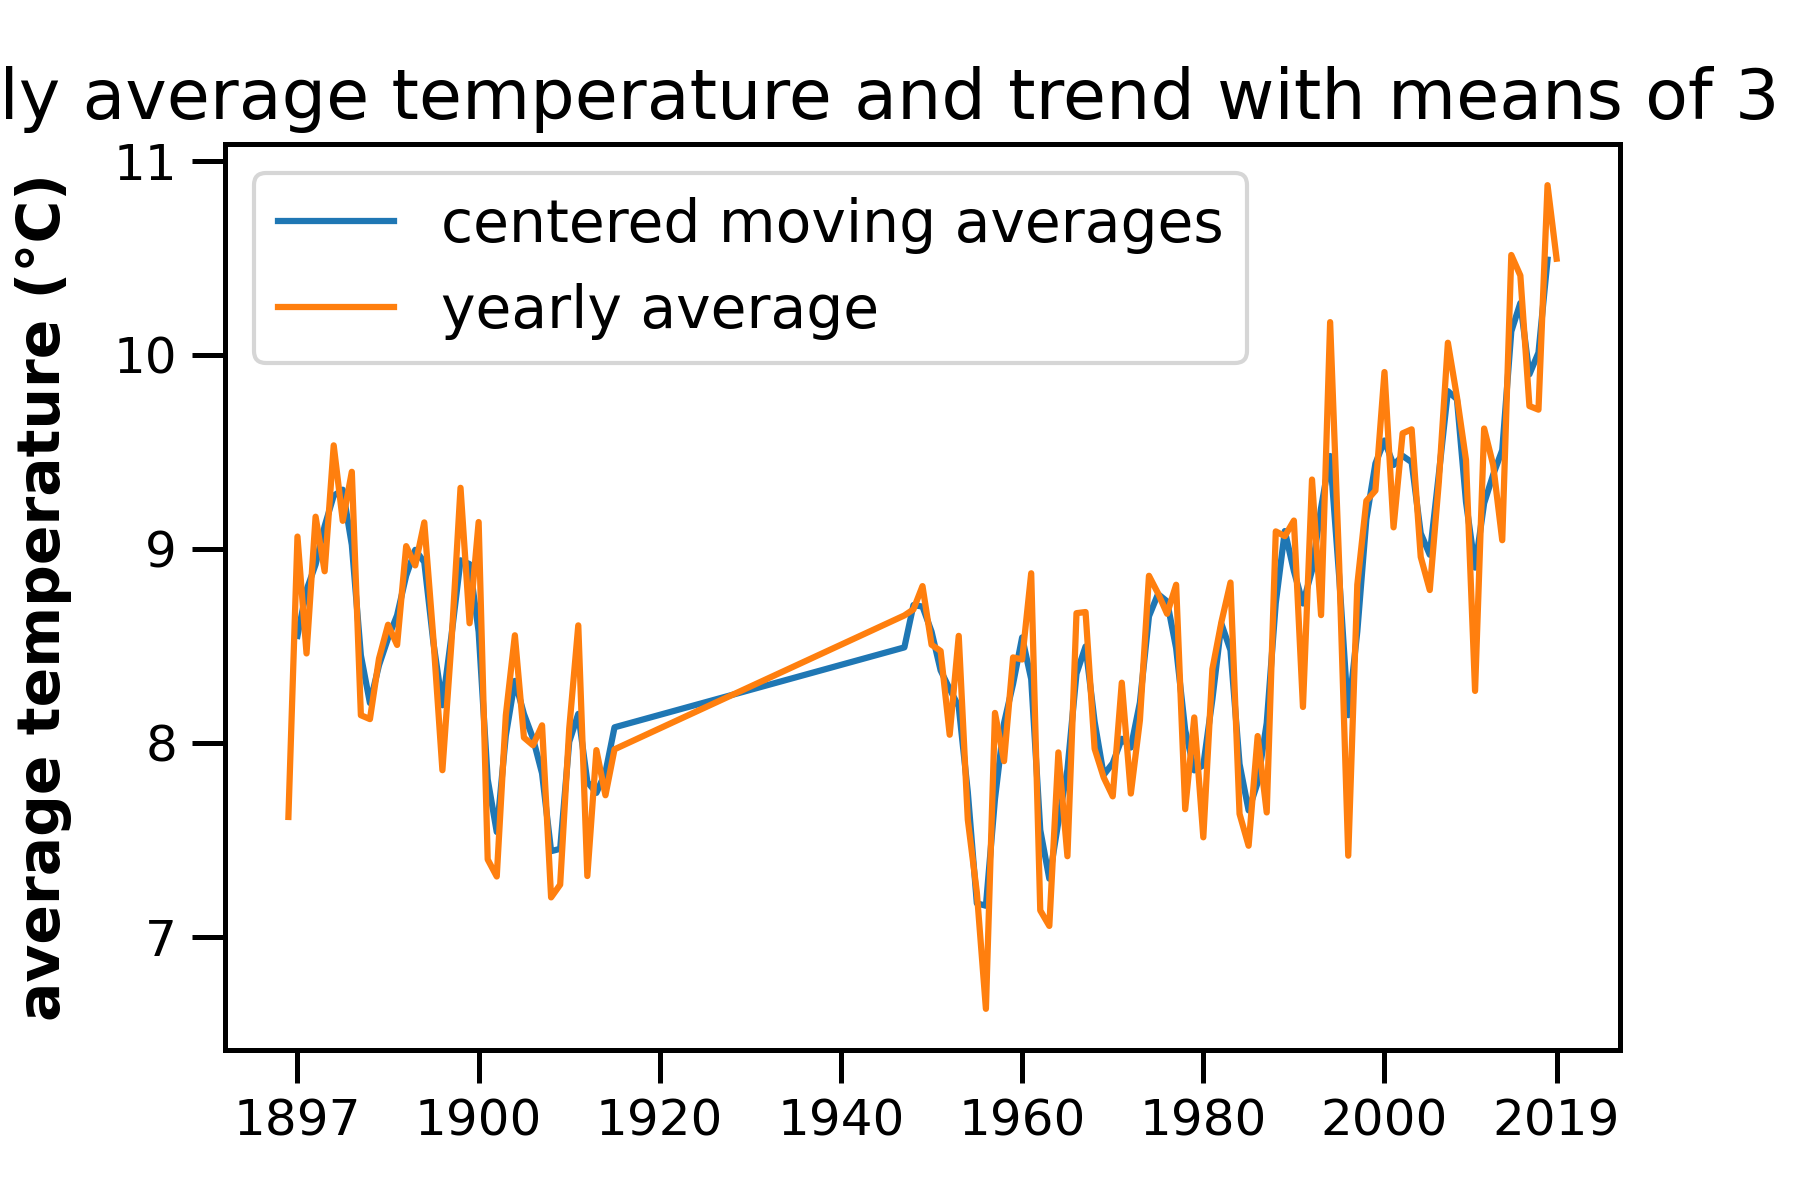 ly average temperature and trend with means of 3
average temperature (°C)
11
10
9
8
7
centered moving averages
yearly average
1897 1900 1920 1940 1960 1980 2000 2019